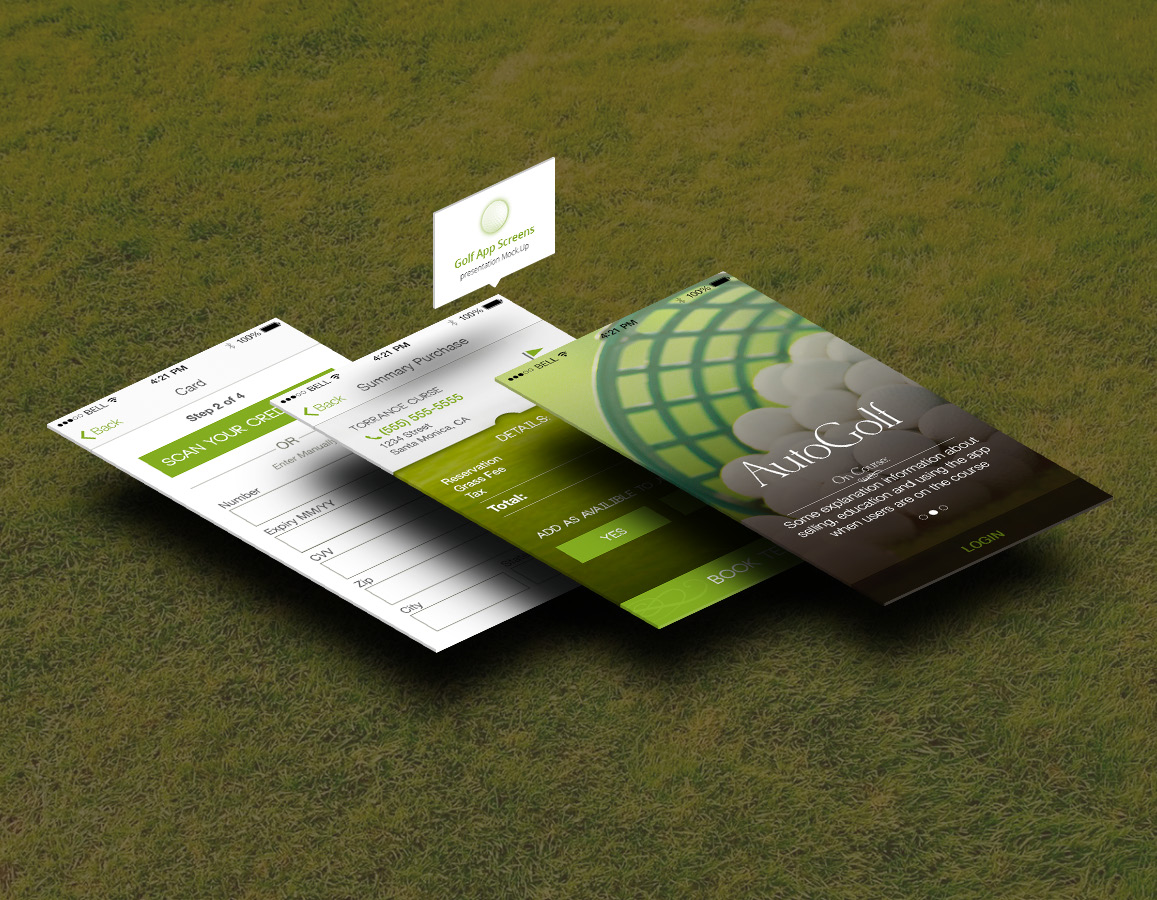 Golf App Screens
presentation Mock.up
BELL
4:21 PM
100%
Back
Card
Step 2 of 4
SCAN YOUR
OR
Enter Manually
Number
Expiry MM/YY
CVV
Zip
City
BELL
4:21 PM
100%
Back
Summary Purchase
TORRANCE CURSE
(555) 555-5555
1234 Street
Santa Monica, CA
DETAILS:
Reservation
Grass Fee
Tax
Total:
ADD AS AVAILABLE TO
YES
BOOK
BELL
4:21 PM
100%
AutoGolf
On Course
Some explanation information about
selling, education and using the app
when users are on the course
LOGIN